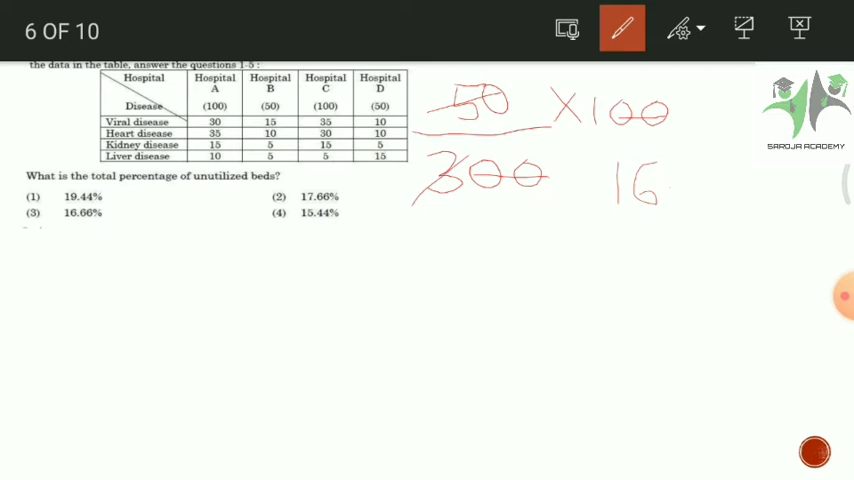 6 OF 10
the data in the table, answer the questions 1-5 :
Hospital Hospital Hospital Hospital Hospital
A B C D
Disease (100) (50) (100) (50)
Viral disease 30 15 35 10
Heart disease 35 10 30 10
Kidney disease 15 5 15 5
Liver disease 10 5 5 15
What is the total percentage of unutilized beds?
(1) 19.44% (2) 17.66%
(3) 16.66% (4) 15.44%
50 X 100
300
16
SAROJA ACADEMY